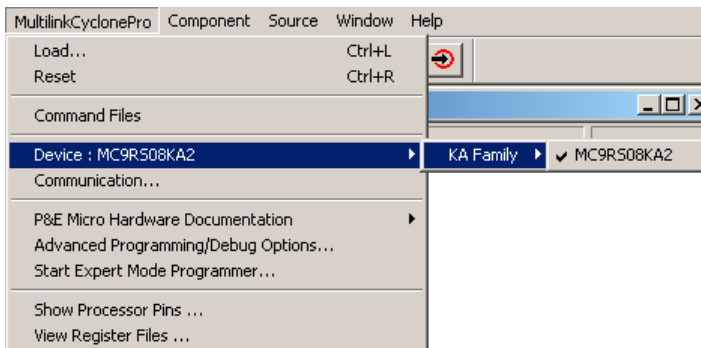 MultilinkCyclonePro Component Source Window Help
Load... Ctrl+L
Reset Ctrl+R
Command Files
Device : MC9RS08KA2 KA Family MC9RS08KA2
Communication...
P&E Micro Hardware Documentation
Advanced Programming/Debug Options...
Start Expert Mode Programmer...
Show Processor Pins ...
View Register Files ...